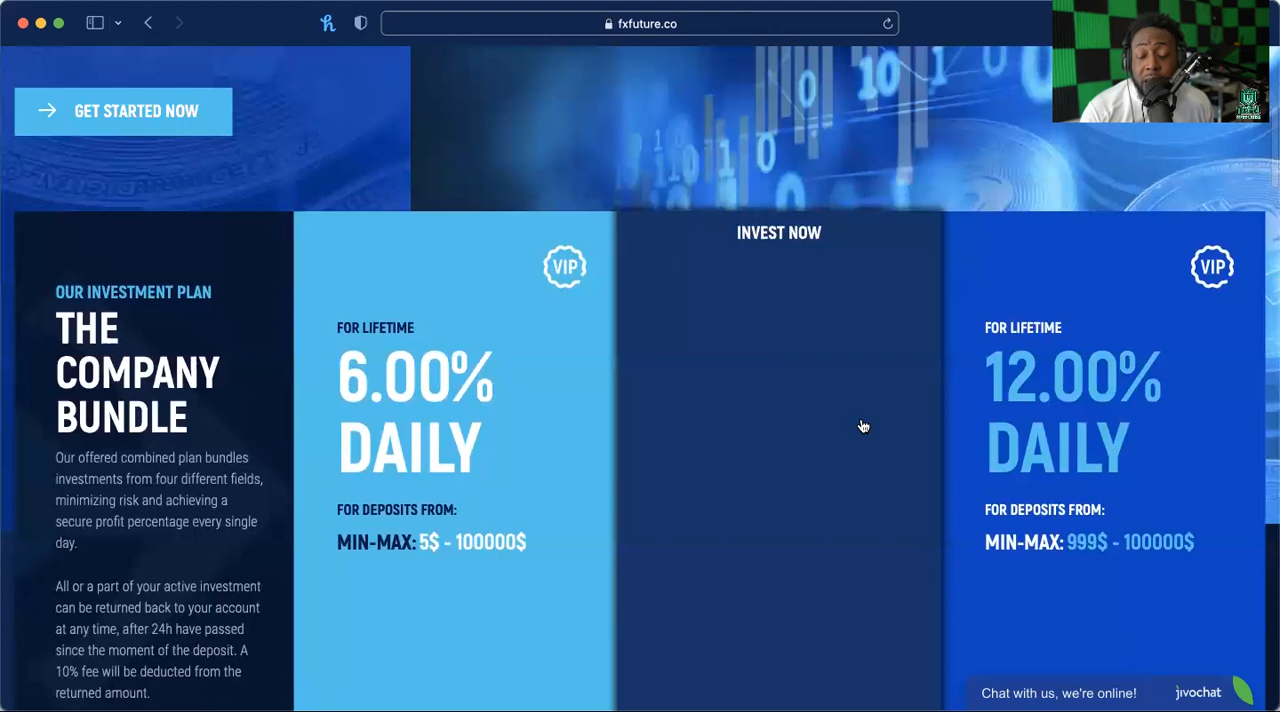 fxfuture.co
GET STARTED NOW
10
INVEST NOW
OUR INVESTMENT PLAN
THE
COMPANY
BUNDLE
Our offered combined plan bundles
investments from four different fields,
minimizing risk and achieving a
secure profit percentage every single
day.
All or a part of your active investment
can be returned back to your account
at any time, after 24h have passed
since the moment of the deposit. A
10% fee will be deducted from the
returned amount.
VIP
FOR LIFETIME
6.00%
DAILY
FOR DEPOSITS FROM:
MIN-MAX: 5$ - 100000$
VIP
FOR LIFETIME
12.00%
DAILY
FOR DEPOSITS FROM:
MIN-MAX: 999$ - 100000$
Chat with us, we're online! jivochat